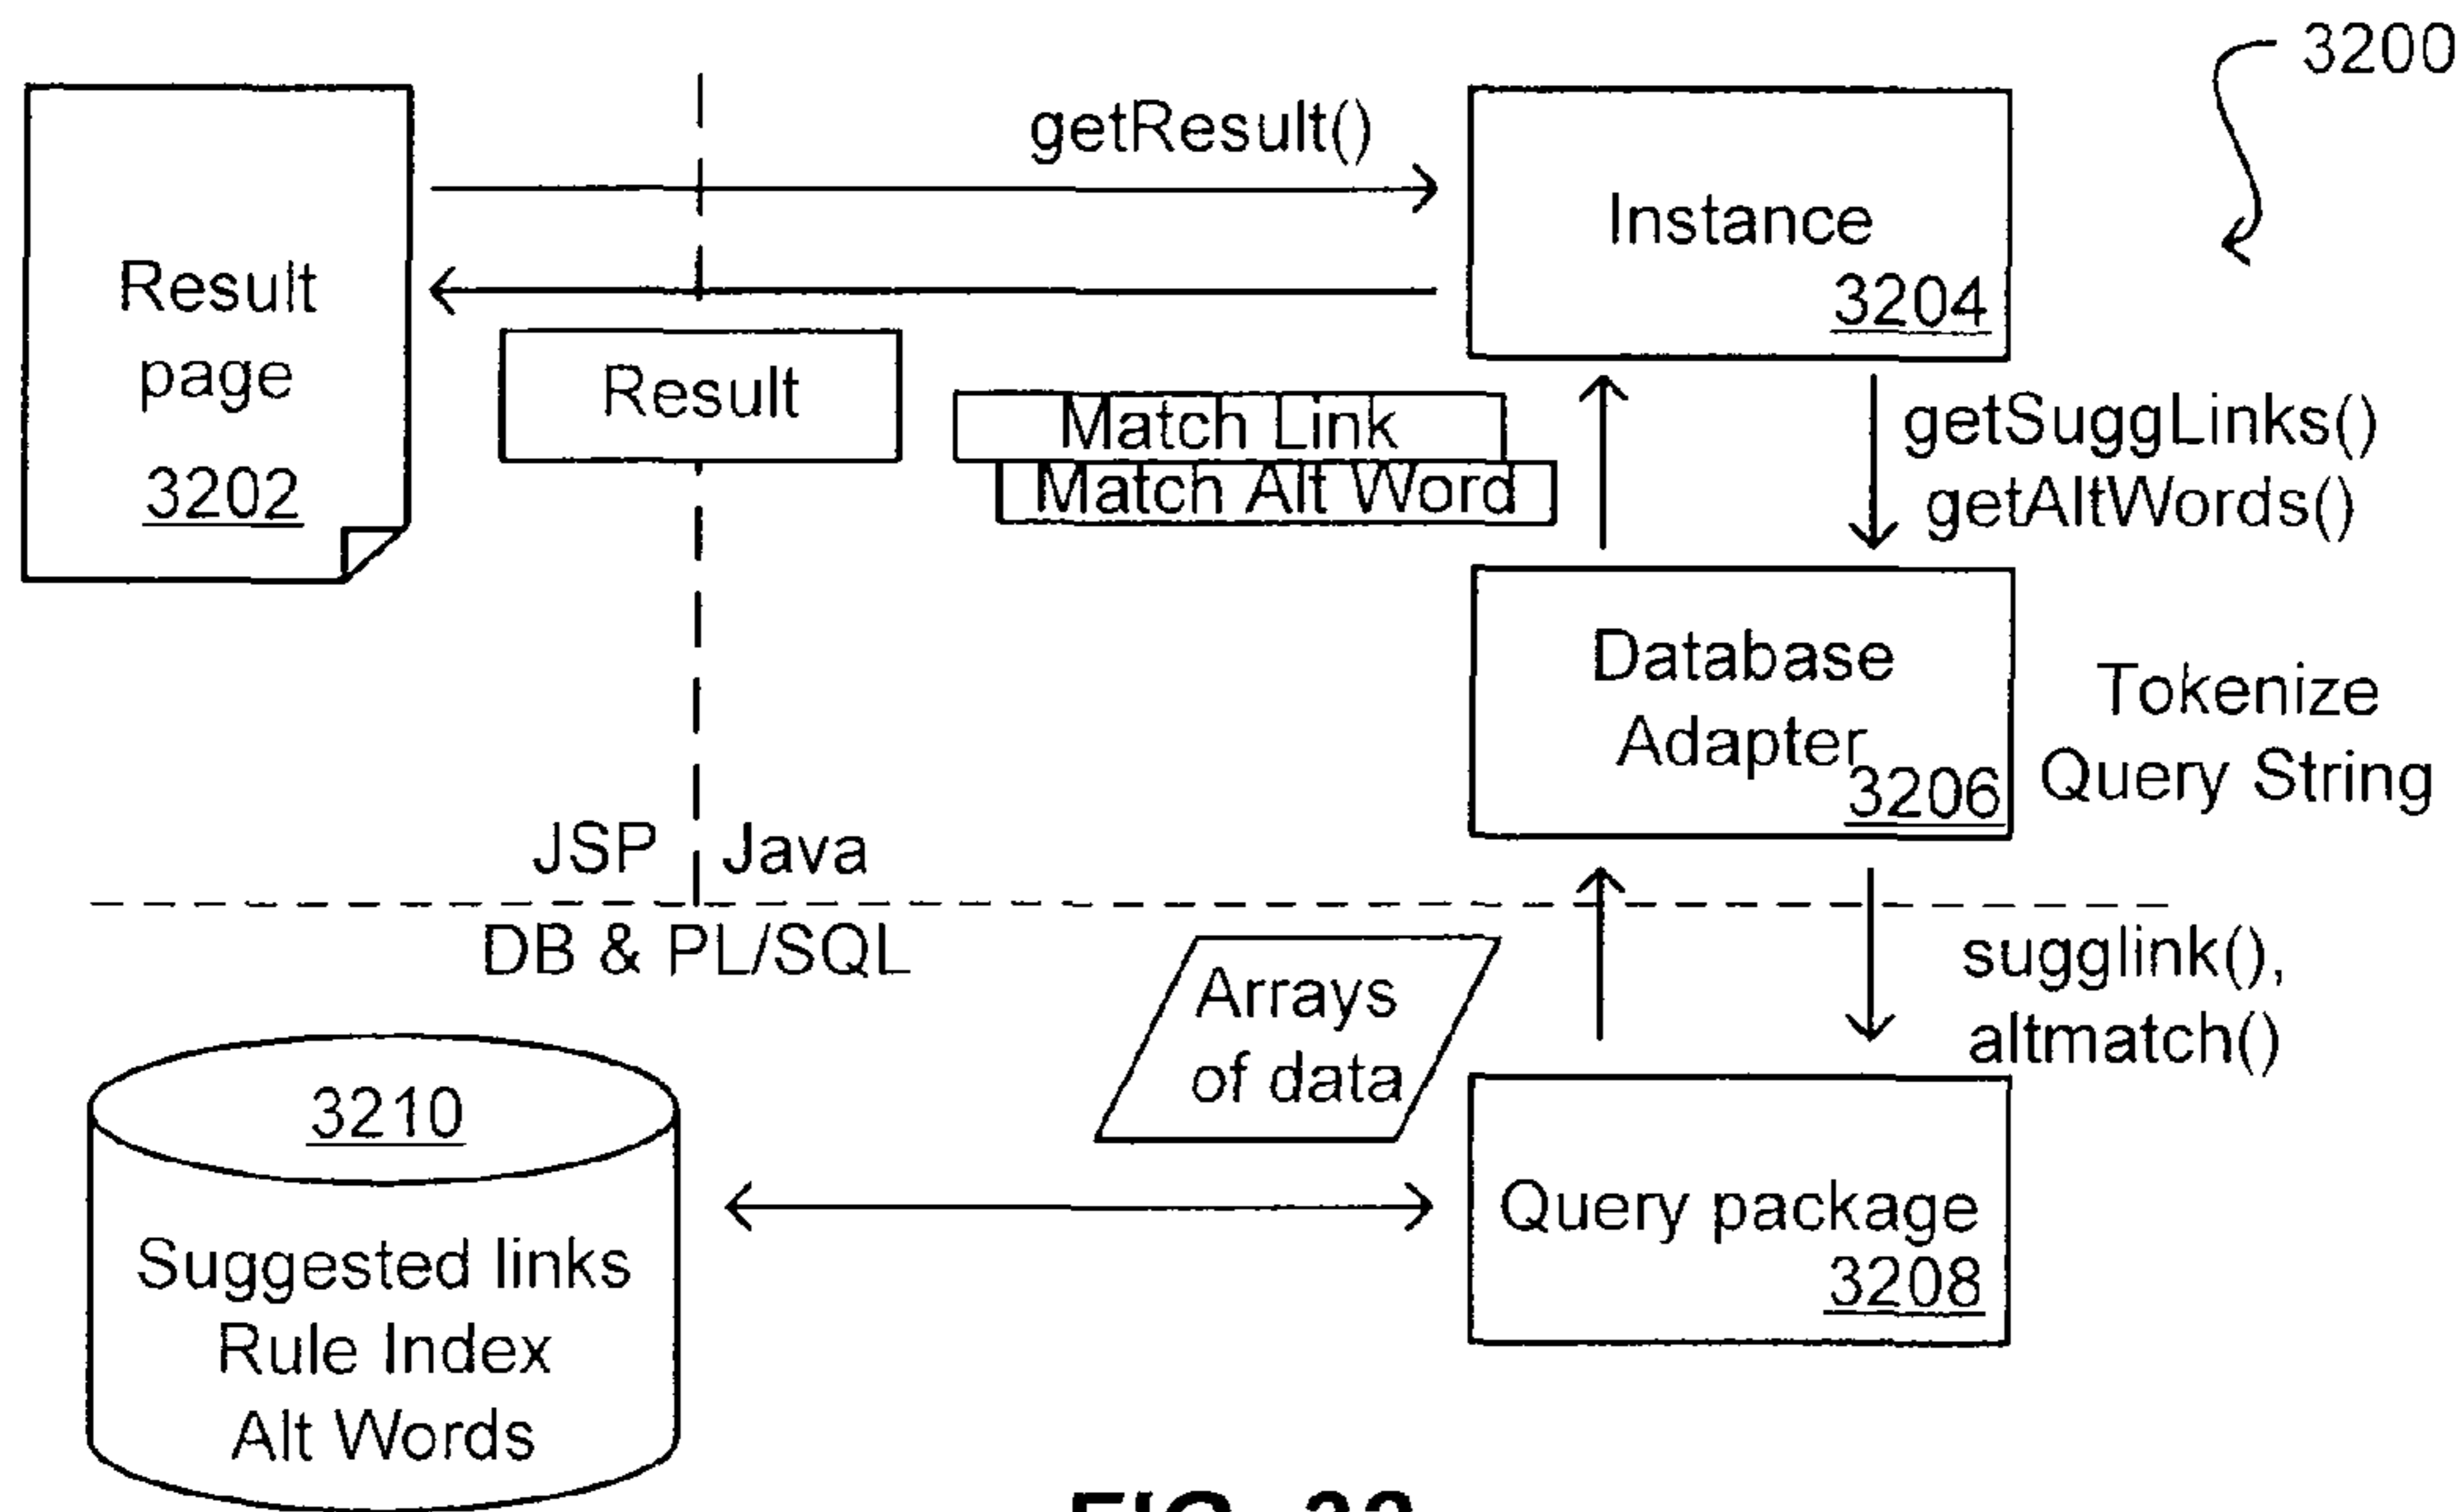 3200
getResult()
Result
page
3202
Instance
3204
Result
Match Link
Match Alt Word
getSuggLinks()
getAltWords()
Database
Adapter
3206
Tokenize
Query String
JSP
Java
DB & PL/SQL
sugglink(),
altmatch()
Arrays
of data
3210
Suggested links
Rule Index
Alt Words
Query package
3208